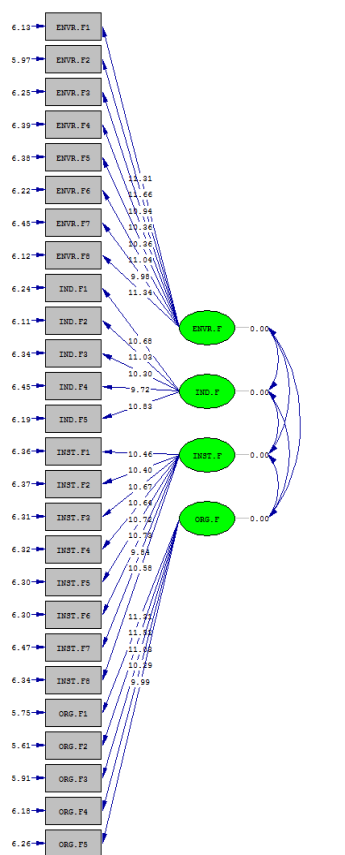 6.13 ENVR.F1
5.97 ENVR.F2
6.25 ENVR.F3
6.39 ENVR.F4
6.38 ENVR.F5
11.31
6.22 ENVR.F6
11.66
10.94
6.45 ENVR.F7
10.36
10.36
11.04
6.12 ENVR.F8
9.98
11.34
6.24 IND.F1
6.11 IND.F2
ENVR.F 0.00
10.68
6.34 IND.F3
11.03
10.30
6.45 IND.F4
9.72
IND.F 0.00
6.19 IND.F5
10.83
6.36 INST.F1
10.46
INST.F 0.00
6.37 INST.F2
10.40
10.67
6.31 INST.F3
10.64
10.72
ORG.F 0.00
6.32 INST.F4
10.73
9.84
6.30 INST.F5
10.58
6.30 INST.F6
11.21
6.47 INST.F7
6.34 INST.F8
10.29
9.99
5.75 ORG.F1
5.61 ORG.F2
5.91 ORG.F3
6.18 ORG.F4
6.26 ORG.F5